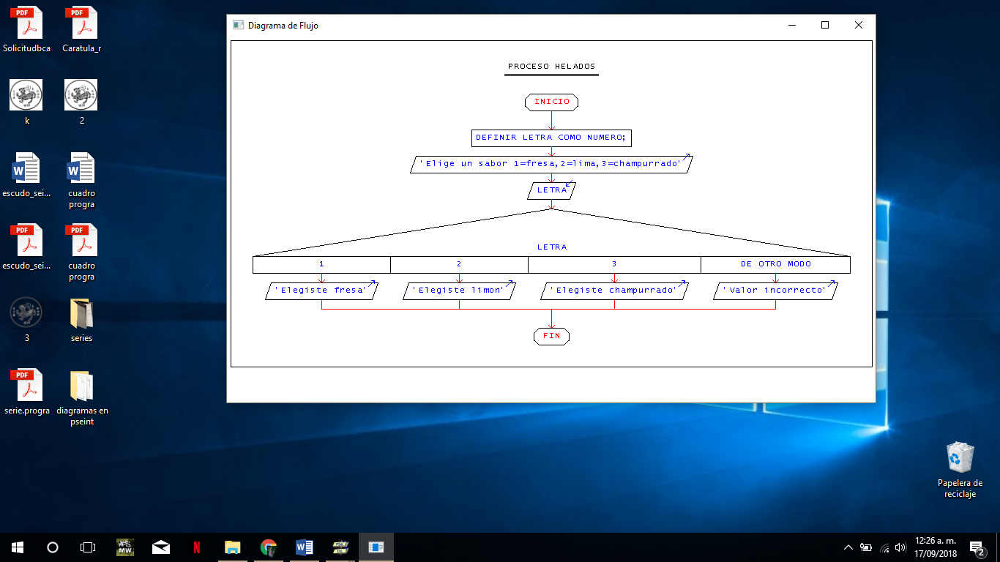 PDF
Solicitudbca
PDF
Caratula_r
k
2
escudo_sei...
cuadro
progra
PDF
escudo_sei...
PDF
cuadro
progra
3
series
PDF
serie.progra
diagramas en
pseint
Diagrama de Flujo
PROCESO HELADOS
INICIO
DEFINIR LETRA COMO NUMERO;
'Elige un sabor 1=fresa,2=lima,3=champurrado'
LETRA
LETRA
1 2 3 DE OTRO MODO
'Elegiste fresa' 'Elegiste limon' 'Elegiste champurrado' 'Valor incorrecto'
FIN
Papelera de
reciclaje
MW
N
12:26 a. m.
17/09/2018
2